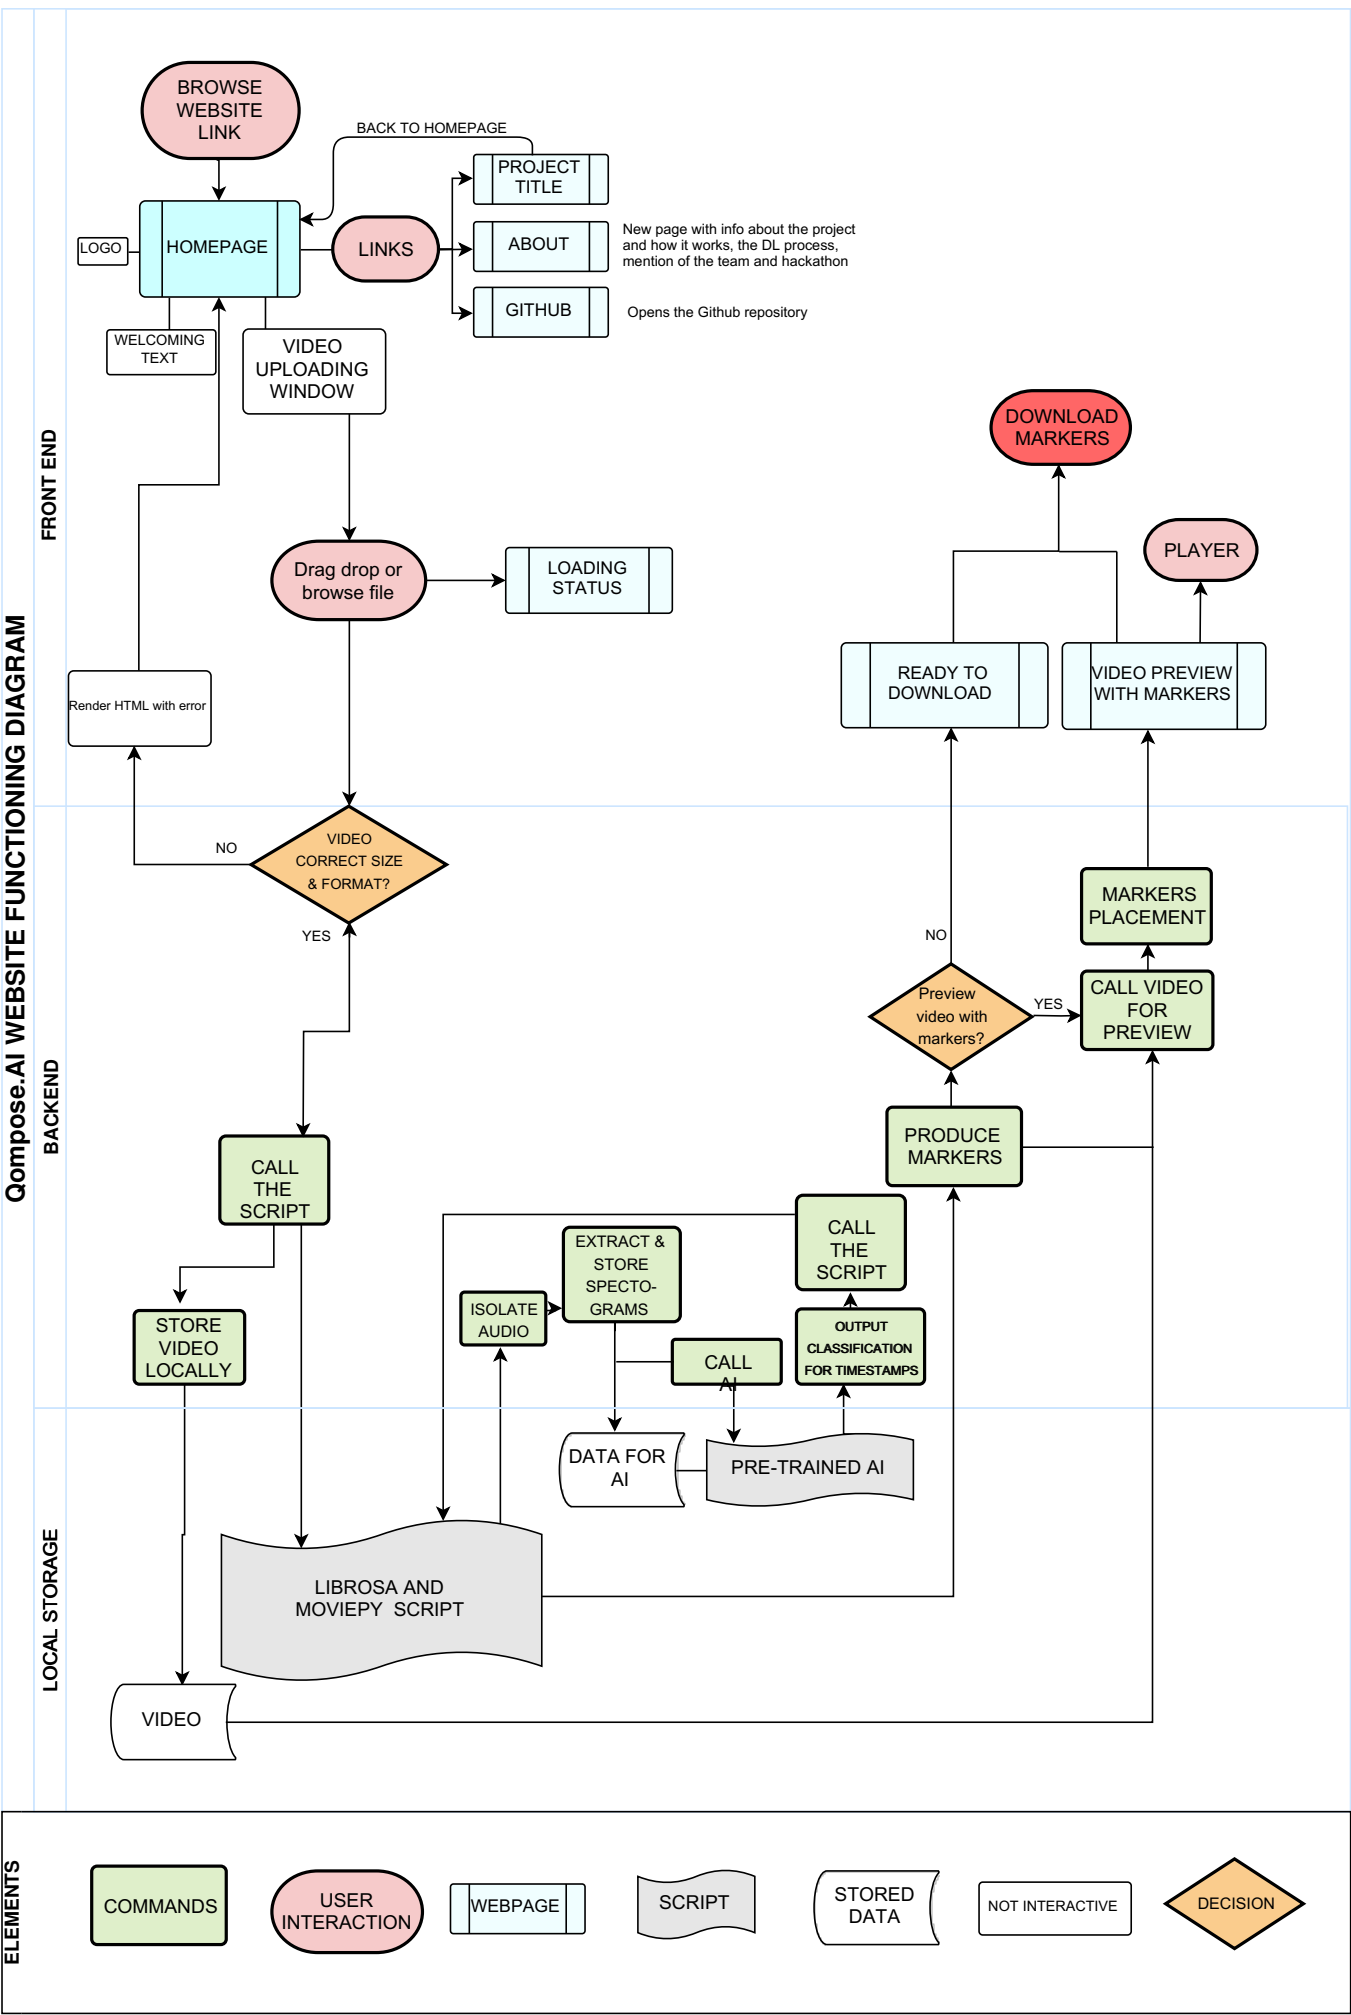 Qompose.AI WEBSITE FUNCTIONING DIAGRAM
FRONT END
BROWSE
WEBSITE
LINK
BACK TO HOMEPAGE
PROJECT
TITLE
LOGO
HOMEPAGE
LINKS
ABOUT
New page with info about the project
and how it works, the DL process,
mention of the team and hackathon
GITHUB
Opens the Github repository
WELCOMING
TEXT
VIDEO
UPLOADING
WINDOW
DOWNLOAD
MARKERS
PLAYER
Drag drop or
browse file
LOADING
STATUS
READY TO
DOWNLOAD
VIDEO PREVIEW
WITH MARKERS
Render HTML with error
BACKEND
VIDEO
CORRECT SIZE
& FORMAT?
NO
YES
MARKERS
PLACEMENT
NO
Preview
video with
markers?
YES
CALL VIDEO
FOR
PREVIEW
PRODUCE
MARKERS
CALL
THE
SCRIPT
CALL
THE
SCRIPT
EXTRACT &
STORE
SPECTO-
GRAMS
ISOLATE
AUDIO
STORE
VIDEO
LOCALLY
CALL
AI
OUTPUT
CLASSIFICATION
FOR TIMESTAMPS
LOCAL STORAGE
DATA FOR
AI
PRE-TRAINED AI
LIBROSA AND
MOVIEPY SCRIPT
VIDEO
ELEMENTS
COMMANDS
USER
INTERACTION
WEBPAGE
SCRIPT
STORED
DATA
NOT INTERACTIVE
DECISION